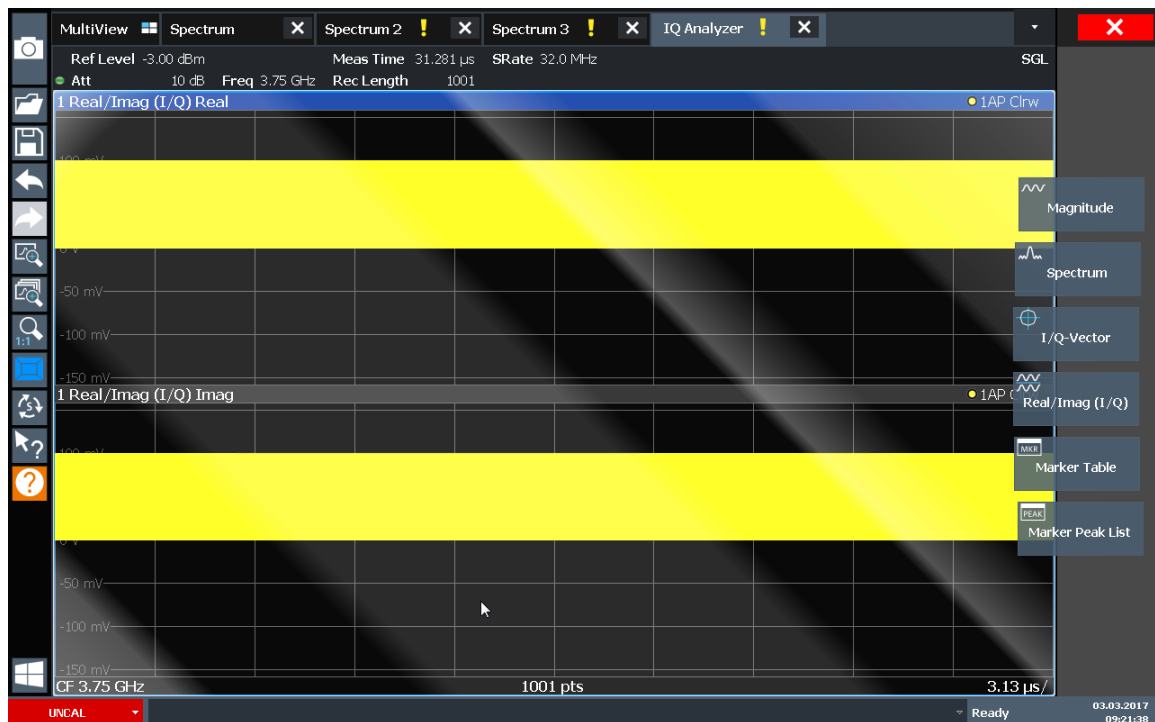 MultiView Spectrum Spectrum 2 ! Spectrum 3 ! IQ Analyzer !
Ref Level -3.00 dBm Meas Time 31.281 µs SRate 32.0 MHz SGL
Att 10 dB Freq 3.75 GHz Rec Length 1001
1 Real/Imag (I/Q) Real 1AP Clrw
100 mV
0 V
-50 mV
-100 mV
-150 mV
1 Real/Imag (I/Q) Imag 1AP
100 mV
0 V
-50 mV
-100 mV
-150 mV
CF 3.75 GHz 1001 pts 3.13 µs/
Magnitude
Spectrum
I/Q-Vector
Real/Imag (I/Q)
MKR
Marker Table
PEAK
Marker Peak List
1:1
S
?
?
UNCAL Ready 03.03.2017
09:21:38